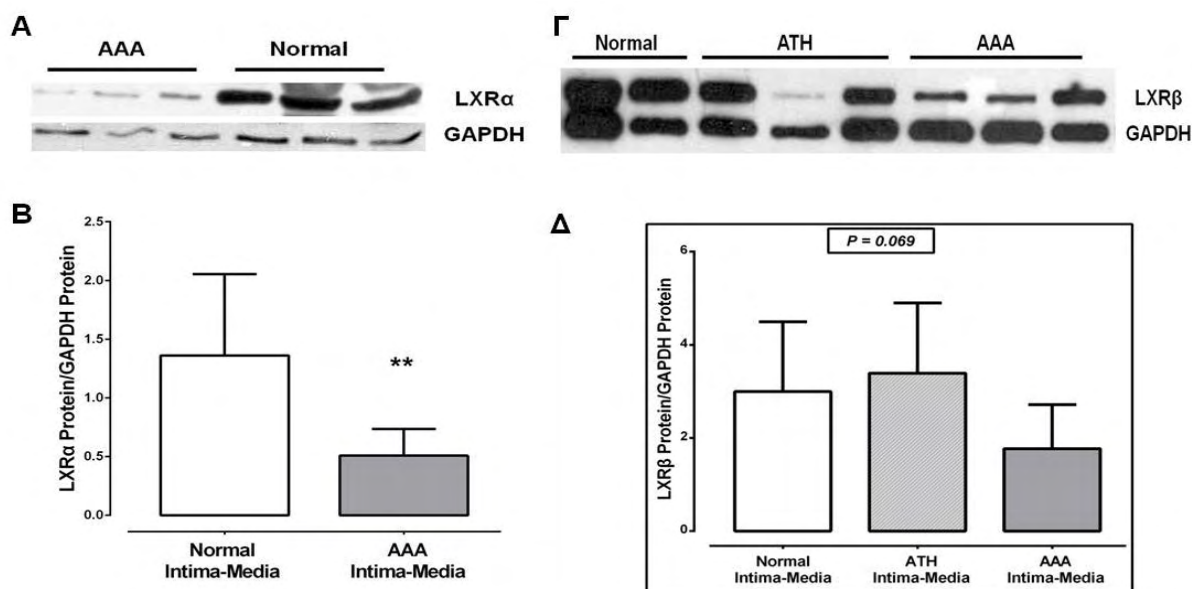 A
AAA Normal
LXRα
GAPDH
Γ
Normal ATH AAA
LXRβ
GAPDH
B
LXRα Protein/GAPDH Protein
2.5
2.0
1.5
1.0
0.5
0.0
**
Normal
Intima-Media
AAA
Intima-Media
Δ
P = 0.069
LXRβ Protein/GAPDH Protein
6
4
2
0
Normal
Intima-Media
ATH
Intima-Media
AAA
Intima-Media